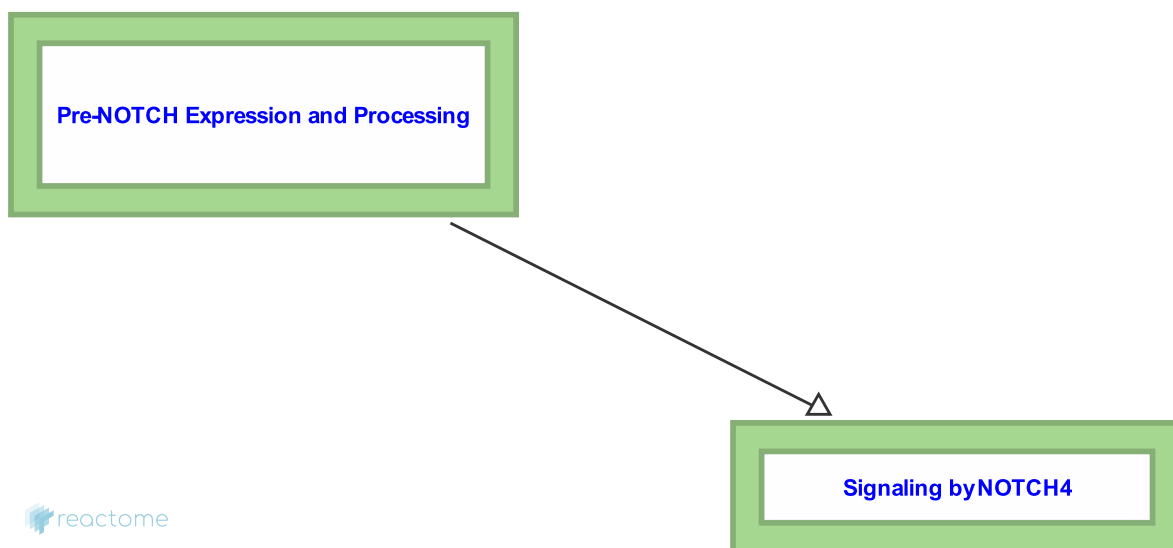 Pre-NOTCH Expression and Processing
Signaling by NOTCH4
reactome